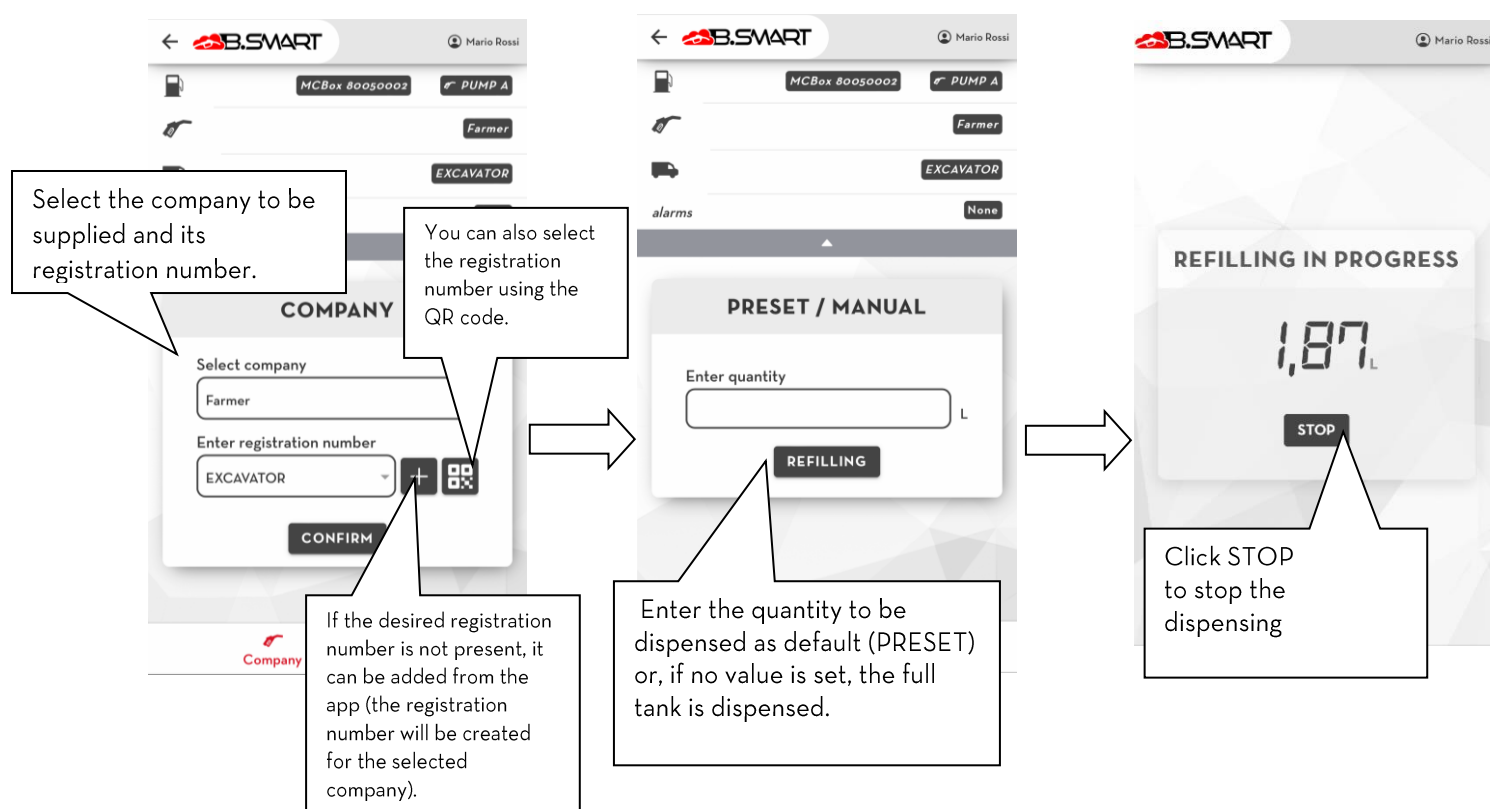 B.SMART
Mario Rossi
MCBox 80050002
PUMP A
Farmer
EXCAVATOR
Select the company to be
supplied and its
registration number.
You can also select
the registration
number using the
QR code.
COMPANY
Select company
Farmer
Enter registration number
EXCAVATOR
+
CONFIRM
If the desired registration
number is not present, it
can be added from the
app (the registration
number will be created
for the selected
company).
Company
B.SMART
Mario Rossi
MCBox 80050002
PUMP A
Farmer
EXCAVATOR
alarms
None
PRESET / MANUAL
Enter quantity
L
REFILLING
Enter the quantity to be
dispensed as default (PRESET)
or, if no value is set, the full
tank is dispensed.
B.SMART
Mario Rossi
REFILLING IN PROGRESS
1,87 L
STOP
Click STOP
to stop the
dispensing